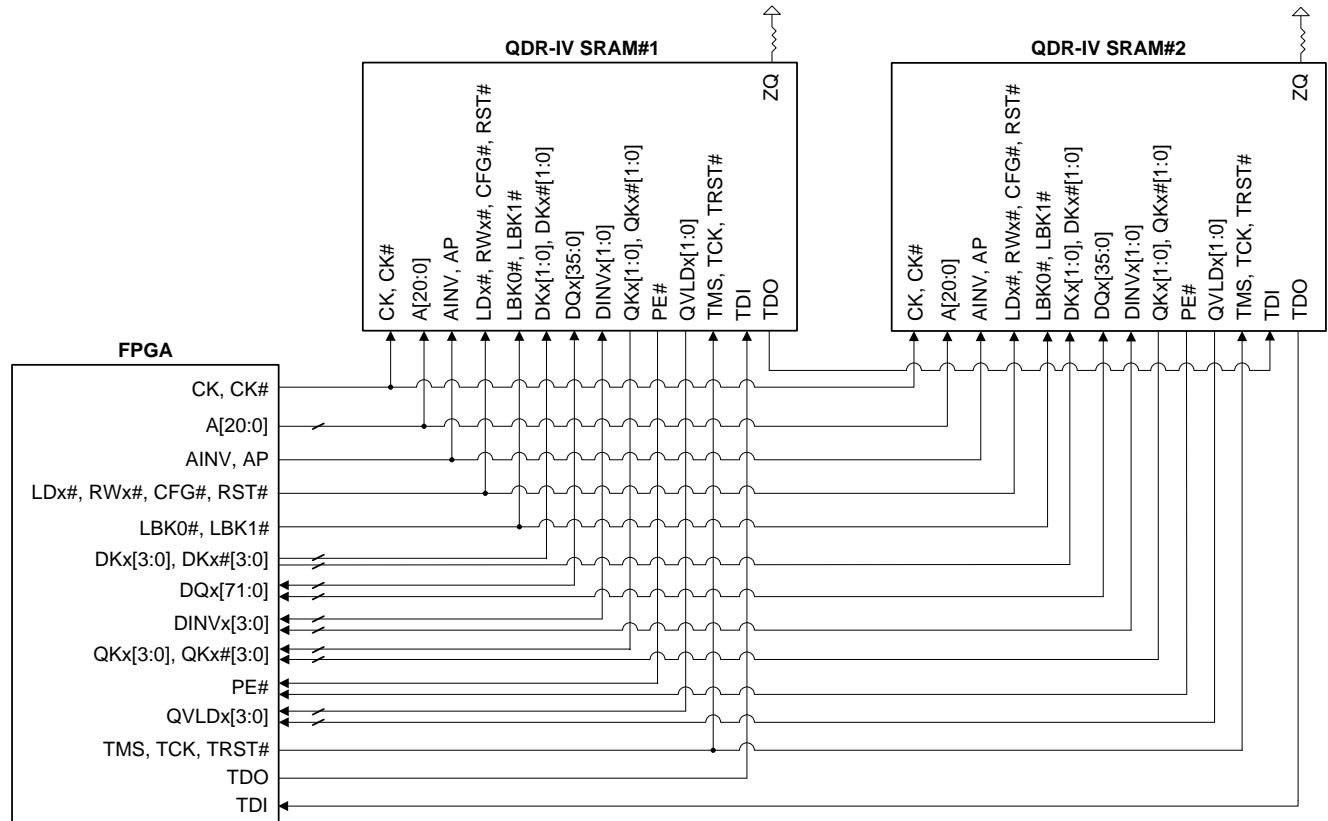 QDR-IV SRAM#1
ZQ
CK, CK#
A[20:0]
AINV, AP
LDx#, RWx#, CFG#, RST#
LBK0#, LBK1#
DKx[1:0], DKx#[1:0]
DQx[35:0]
DINVx[1:0]
QKx[1:0], QKx#[1:0]
PE#
QVLDx[1:0]
TMS, TCK, TRST#
TDI
TDO
QDR-IV SRAM#2
ZQ
CK, CK#
A[20:0]
AINV, AP
LDx#, RWx#, CFG#, RST#
LBK0#, LBK1#
DKx[1:0], DKx#[1:0]
DQx[35:0]
DINVx[1:0]
QKx[1:0], QKx#[1:0]
PE#
QVLDx[1:0]
TMS, TCK, TRST#
TDI
TDO
FPGA
CK, CK#
A[20:0]
AINV, AP
LDx#, RWx#, CFG#, RST#
LBK0#, LBK1#
DKx[3:0], DKx#[3:0]
DQx[71:0]
DINVx[3:0]
QKx[3:0], QKx#[3:0]
PE#
QVLDx[3:0]
TMS, TCK, TRST#
TDO
TDI